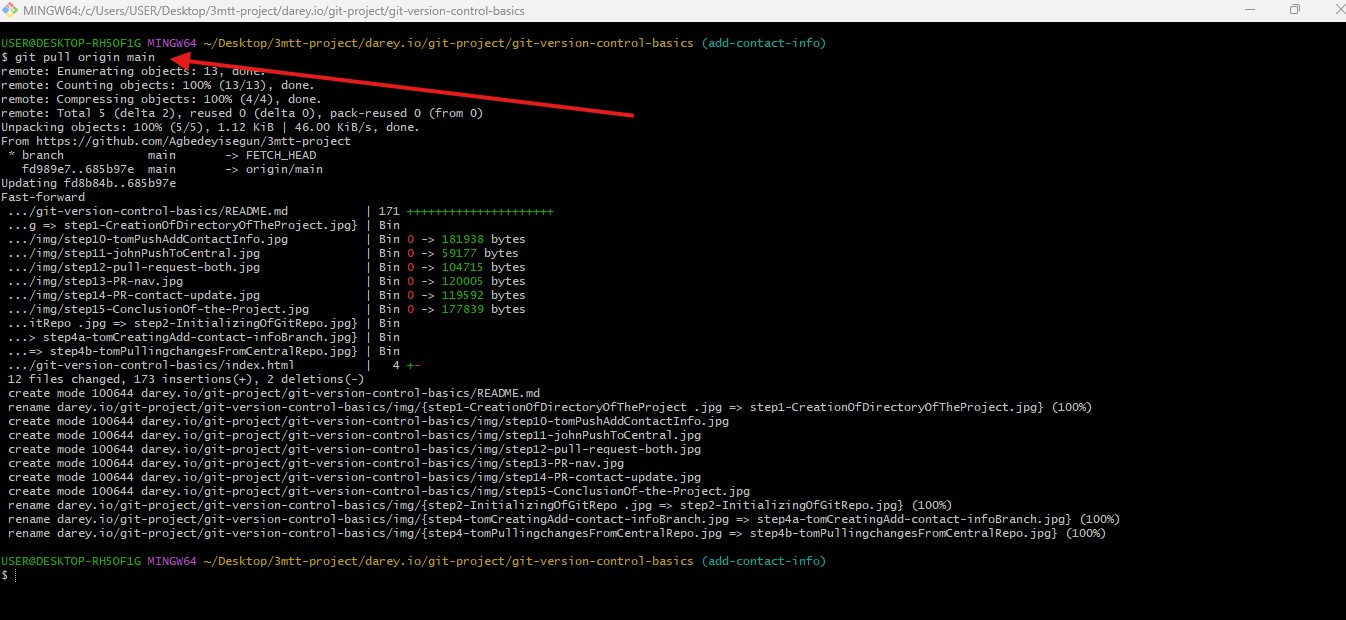 MINGW64:/c/Users/USER/Desktop/3mtt-project/darey.io/git-project/git-version-control-basics
USER@DESKTOP-RH5OF1G MINGW64 ~/Desktop/3mtt-project/darey.io/git-project/git-version-control-basics (add-contact-info)
$ git pull origin main
remote: Enumerating objects: 13, done.
remote: Counting objects: 100% (13/13), done.
remote: Compressing objects: 100% (4/4), done.
remote: Total 5 (delta 2), reused 0 (delta 0), pack-reused 0 (from 0)
Unpacking objects: 100% (5/5), 1.12 KiB | 46.00 KiB/s, done.
From https://github.com/Agbedeyisegun/3mtt-project
 * branch            main       -> FETCH_HEAD
   fd989e7..685b97e  main       -> origin/main
Updating fd8b84b..685b97e
Fast-forward
 .../git-version-control-basics/README.md           | 171 +++++++++++++++++++++
 ...g => step1-CreationOfDirectoryOfTheProject.jpg} | Bin
 .../img/step10-tomPushAddContactInfo.jpg           | Bin 0 -> 181938 bytes
 .../img/step11-johnPushToCentral.jpg               | Bin 0 -> 59177 bytes
 .../img/step12-pull-request-both.jpg               | Bin 0 -> 104715 bytes
 .../img/step13-PR-nav.jpg                          | Bin 0 -> 120005 bytes
 .../img/step14-PR-contact-update.jpg               | Bin 0 -> 119592 bytes
 .../img/step15-ConclusionOf-the-Project.jpg        | Bin 0 -> 177839 bytes
 ...itRepo .jpg => step2-InitializingOfGitRepo.jpg} | Bin
 ...> step4a-tomCreatingAdd-contact-infoBranch.jpg} | Bin
 ...=> step4b-tomPullingchangesFromCentralRepo.jpg} | Bin
 .../git-version-control-basics/index.html          |   4 +-
 12 files changed, 173 insertions(+), 2 deletions(-)
 create mode 100644 darey.io/git-project/git-version-control-basics/README.md
 rename darey.io/git-project/git-version-control-basics/img/{step1-CreationOfDirectoryOfTheProject .jpg => step1-CreationOfDirectoryOfTheProject.jpg} (100%)
 create mode 100644 darey.io/git-project/git-version-control-basics/img/step10-tomPushAddContactInfo.jpg
 create mode 100644 darey.io/git-project/git-version-control-basics/img/step11-johnPushToCentral.jpg
 create mode 100644 darey.io/git-project/git-version-control-basics/img/step12-pull-request-both.jpg
 create mode 100644 darey.io/git-project/git-version-control-basics/img/step13-PR-nav.jpg
 create mode 100644 darey.io/git-project/git-version-control-basics/img/step14-PR-contact-update.jpg
 create mode 100644 darey.io/git-project/git-version-control-basics/img/step15-ConclusionOf-the-Project.jpg
 rename darey.io/git-project/git-version-control-basics/img/{step2-InitializingOfGitRepo .jpg => step2-InitializingOfGitRepo.jpg} (100%)
 rename darey.io/git-project/git-version-control-basics/img/{step4-tomCreatingAdd-contact-infoBranch.jpg => step4a-tomCreatingAdd-contact-infoBranch.jpg} (100%)
 rename darey.io/git-project/git-version-control-basics/img/{step4-tomPullingchangesFromCentralRepo.jpg => step4b-tomPullingchangesFromCentralRepo.jpg} (100%)
USER@DESKTOP-RH5OF1G MINGW64 ~/Desktop/3mtt-project/darey.io/git-project/git-version-control-basics (add-contact-info)
$